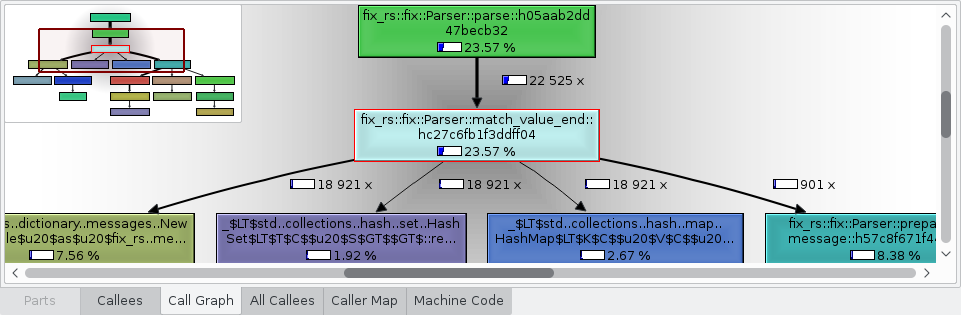 fix_rs::fix::Parser::parse::h05aab2dd
47becb32
23.57 %
22 525 x
fix_rs::fix::Parser::match_value_end::
hc27c6fb1f3ddff04
23.57 %
18 921 x
18 921 x
18 921 x
901 x
s..dictionary..messages..New
le$u20$as$u20$fix_rs..me...
7.56 %
_$LT$std..collections..hash..set..Hash
Set$LT$T$C$$u20$S$GT$$GT$::re...
1.92 %
_$LT$std..collections..hash..map..
HashMap$LT$K$C$$u20$V$C$$u20...
2.67 %
fix_rs::fix::Parser::prepa
message::h57c8f671f4
8.38 %
Parts
Callees
Call Graph
All Callees
Caller Map
Machine Code